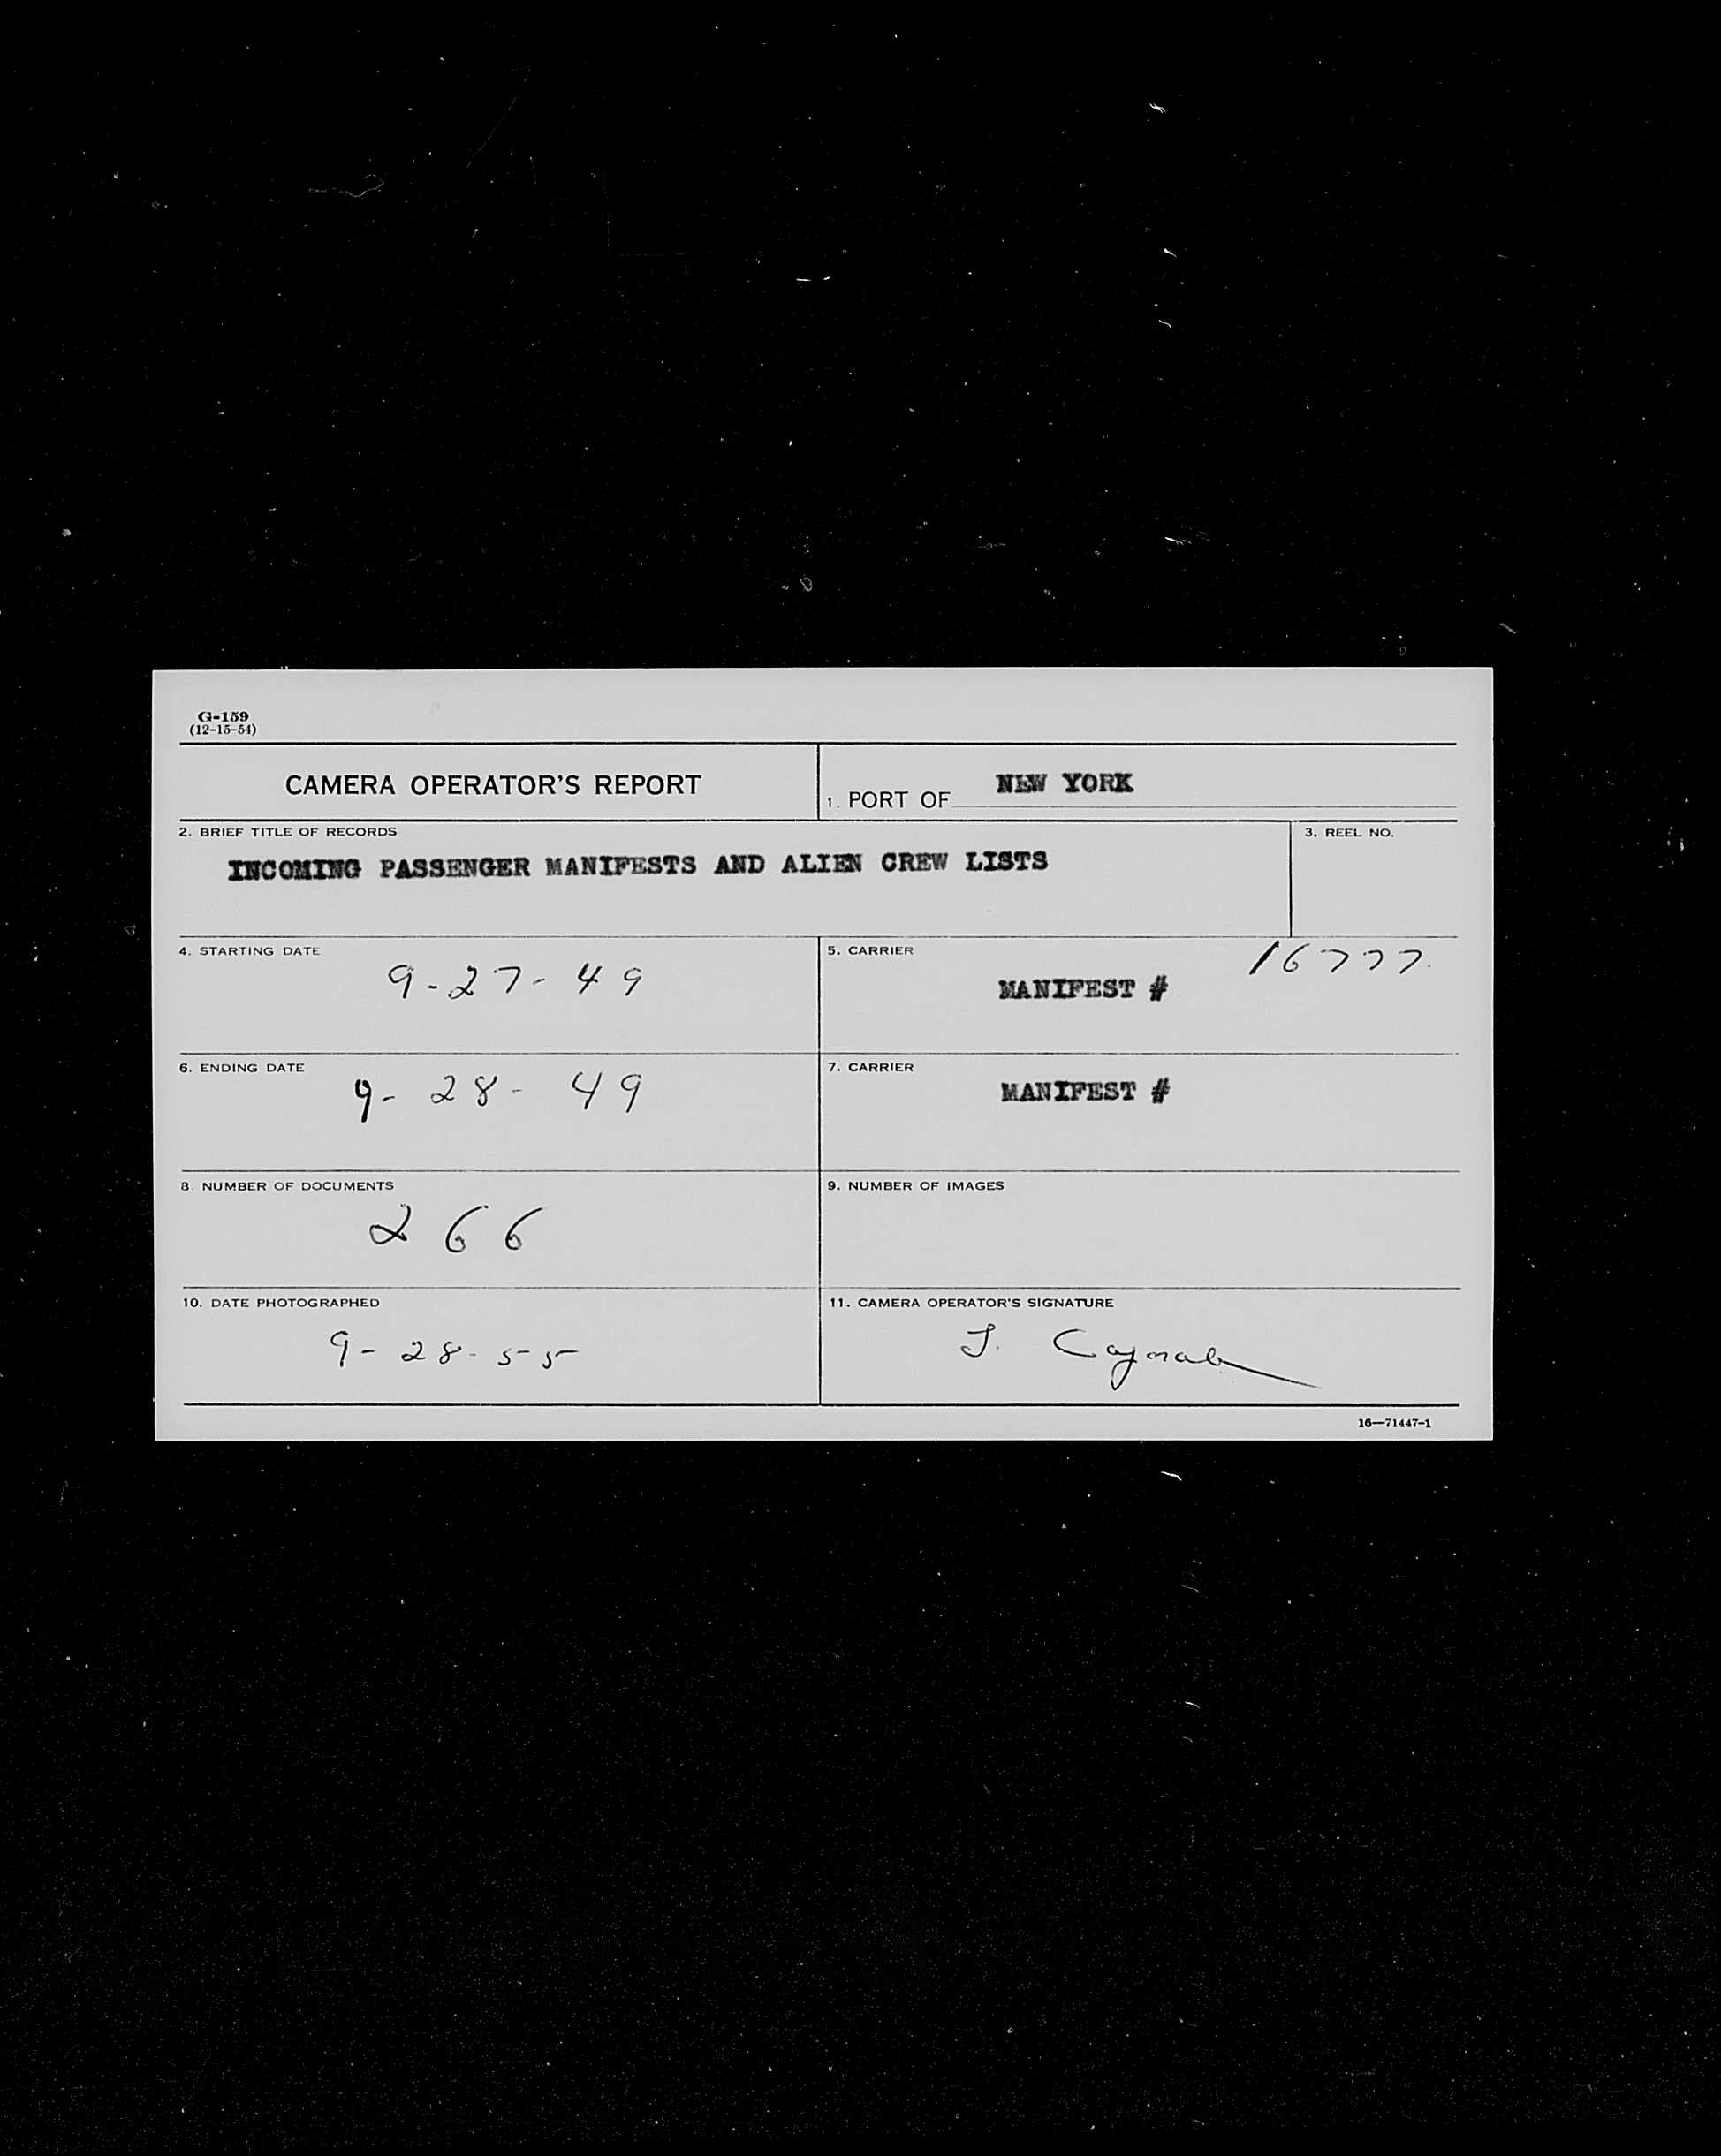 G-159
(12-15-54)
CAMERA OPERATOR'S REPORT
1. PORT OF NEW YORK
2. BRIEF TITLE OF RECORDS
INCOMING PASSENGER MANIFESTS AND ALIEN CREW LISTS
3. REEL NO.
4. STARTING DATE
9-27-49
5. CARRIER
16777
MANIFEST #
6. ENDING DATE
9-28-49
7. CARRIER
MANIFEST #
8. NUMBER OF DOCUMENTS
266
9. NUMBER OF IMAGES
10. DATE PHOTOGRAPHED
9-28-55
11. CAMERA OPERATOR'S SIGNATURE
J.
16—71447-1